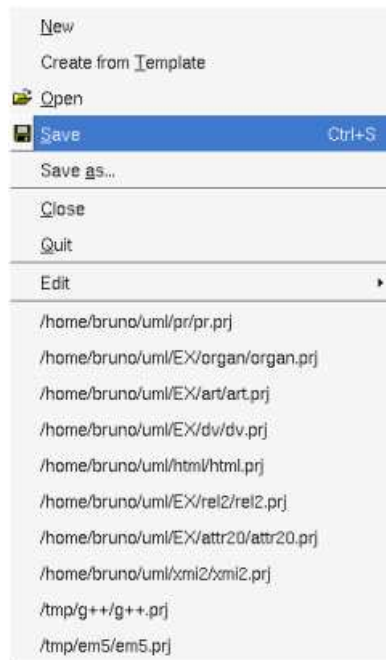 New
Create from Template
Open
Save Ctrl+S
Save as...
Close
Quit
Edit
/home/bruno/uml/pr/pr.prj
/home/bruno/uml/EX/organ/organ.prj
/home/bruno/uml/EX/art/art.prj
/home/bruno/uml/EX/dv/dv.prj
/home/bruno/uml/html/html.prj
/home/bruno/uml/EX/rel2/rel2.prj
/home/bruno/uml/EX/attr20/attr20.prj
/home/bruno/uml/xmi2/xmi2.prj
/tmp/g++/g++.prj
/tmp/em5/em5.prj